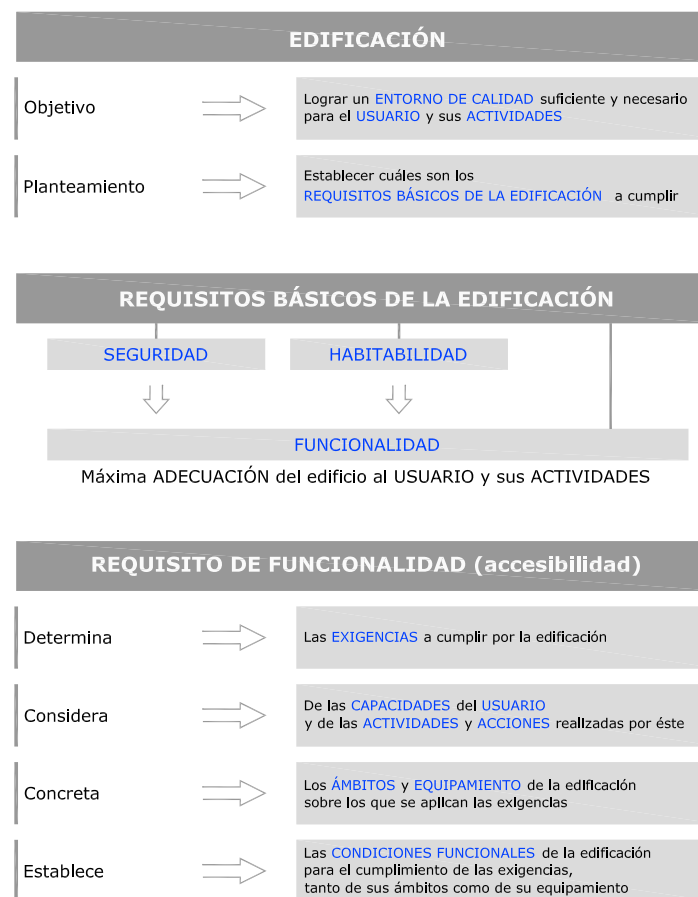 EDIFICACIÓN
Objetivo
Lograr un ENTORNO DE CALIDAD suficiente y necesario
para el USUARIO y sus ACTIVIDADES
Planteamiento
Establecer cuáles son los
REQUISITOS BÁSICOS DE LA EDIFICACIÓN a cumplir
REQUISITOS BÁSICOS DE LA EDIFICACIÓN
SEGURIDAD
HABITABILIDAD
FUNCIONALIDAD
Máxima ADECUACIÓN del edificio al USUARIO y sus ACTIVIDADES
REQUISITO DE FUNCIONALIDAD (accesibilidad)
Determina
Las EXIGENCIAS a cumplir por la edificación
Considera
De las CAPACIDADES del USUARIO
y de las ACTIVIDADES y ACCIONES realizadas por éste
Concreta
Los ÁMBITOS y EQUIPAMIENTO de la edificación
sobre los que se aplican las exigencias
Establece
Las CONDICIONES FUNCIONALES de la edificación
para el cumplimiento de las exigencias,
tanto de sus ámbitos como de su equipamiento